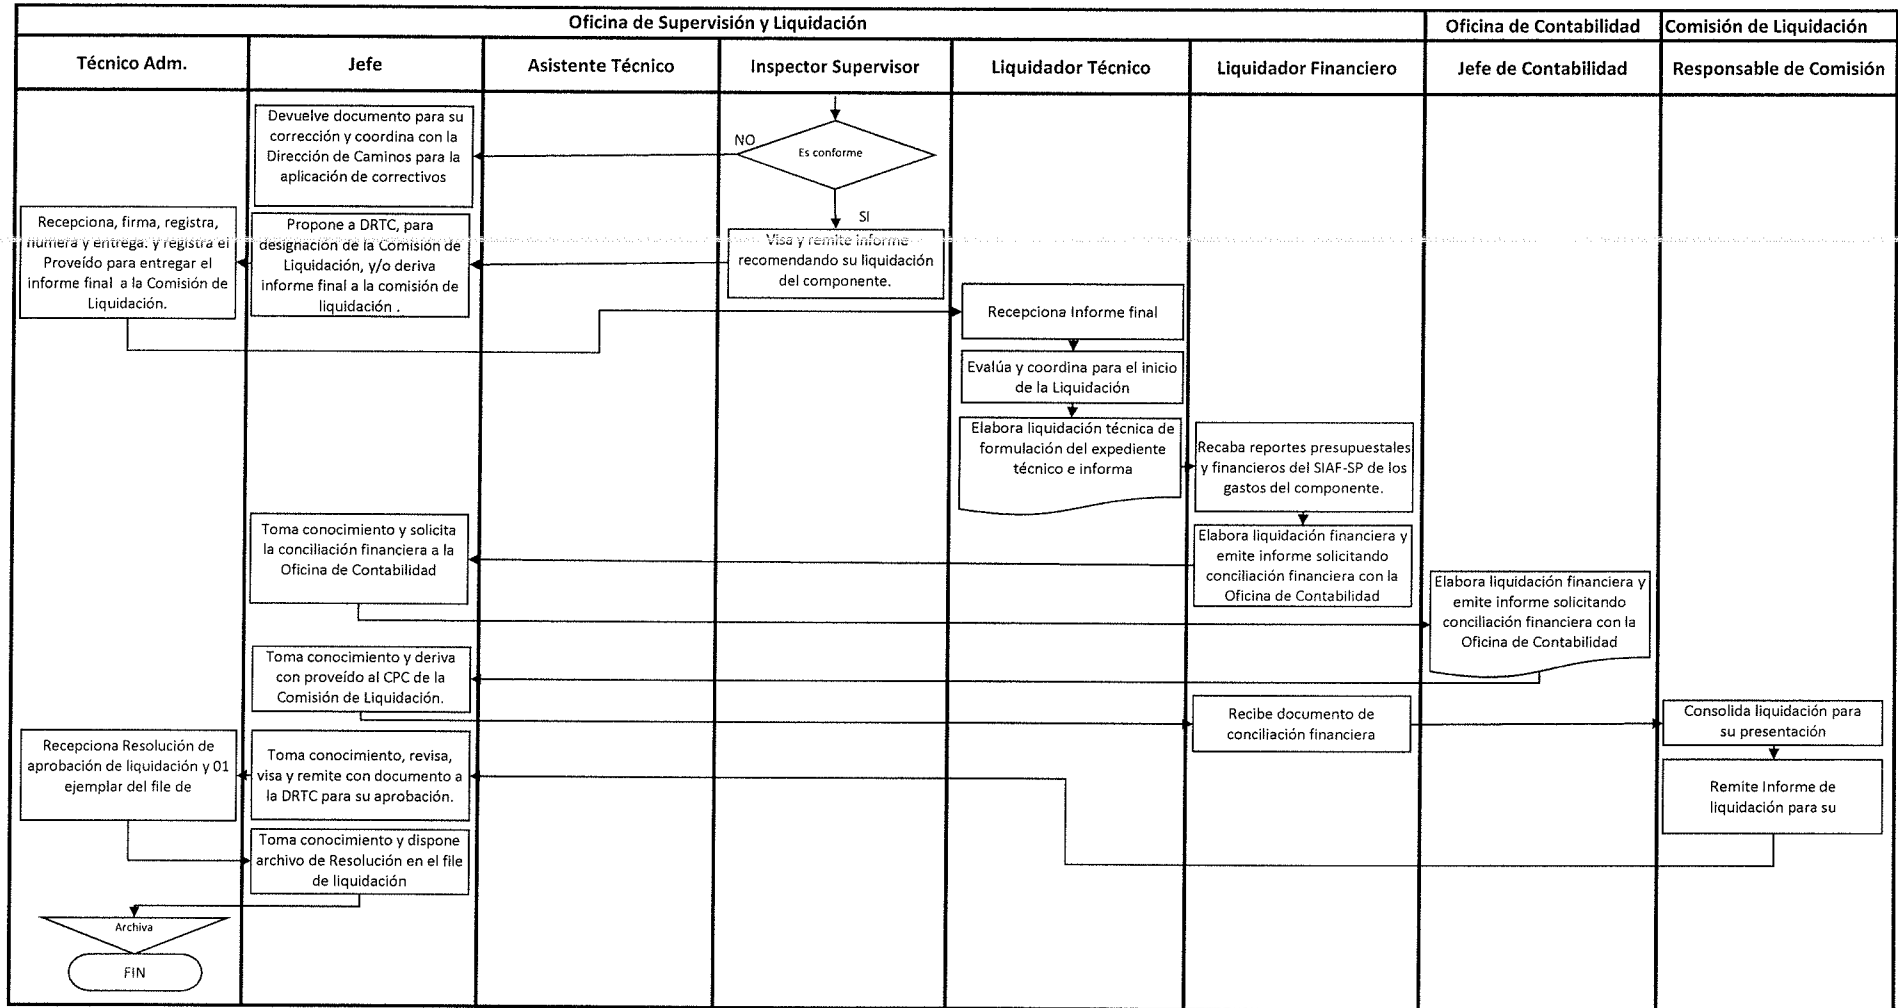 Oficina de Supervisión y Liquidación
Oficina de Contabilidad
Comisión de Liquidación
Técnico Adm.
Jefe
Asistente Técnico
Inspector Supervisor
Liquidador Técnico
Liquidador Financiero
Jefe de Contabilidad
Responsable de Comisión
Devuelve documento para su
corrección y coordina con la
Dirección de Caminos para la
aplicación de correctivos
NO
Es conforme
SI
Recepciona, firma, registra,
numera y entrega. y registra el
Proveído para entregar el
informe final a la Comisión de
Liquidación.
Propone a DRTC, para
designación de la Comisión de
Liquidación, y/o deriva
informe final a la comisión de
liquidación .
Visa y remite informe
recomendando su liquidación
del componente.
Recepciona Informe final
Evalúa y coordina para el inicio
de la Liquidación
Elabora liquidación técnica de
formulación del expediente
técnico e informa
Recaba reportes presupuestales
y financieros del SIAF-SP de los
gastos del componente.
Toma conocimiento y solicita
la conciliación financiera a la
Oficina de Contabilidad
Elabora liquidación financiera y
emite informe solicitando
conciliación financiera con la
Oficina de Contabilidad
Elabora liquidación financiera y
emite informe solicitando
conciliación financiera con la
Oficina de Contabilidad
Toma conocimiento y deriva
con proveído al CPC de la
Comisión de Liquidación.
Recibe documento de
conciliación financiera
Consolida liquidación para
su presentación
Recepciona Resolución de
aprobación de liquidación y 01
ejemplar del file de
Toma conocimiento, revisa,
visa y remite con documento a
la DRTC para su aprobación.
Remite Informe de
liquidación para su
Toma conocimiento y dispone
archivo de Resolución en el file
de liquidación
Archiva
FIN